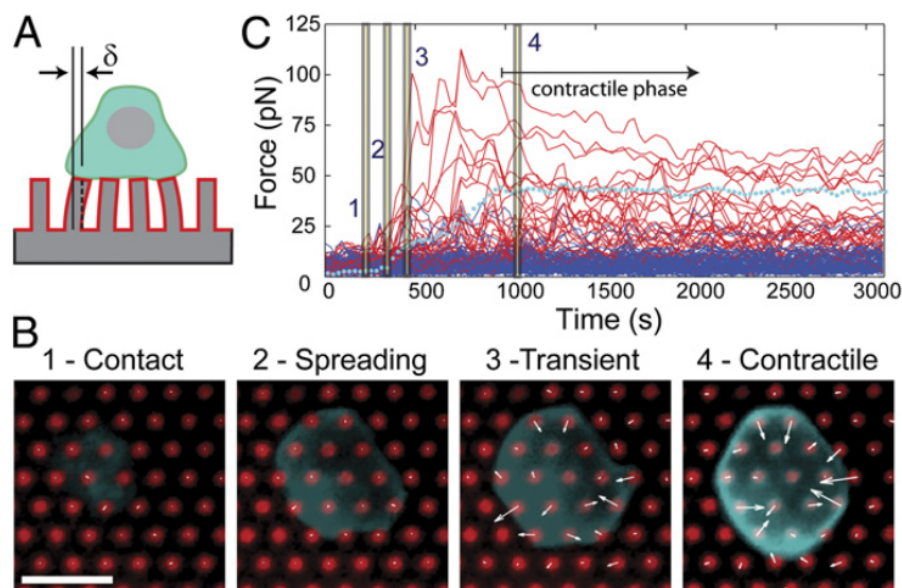 A
δ
C
Force (pN)
125
100
75
50
25
0
1
2
3
4
contractile phase
0
500
1000
1500
2000
2500
3000
Time (s)
B
1 - Contact
2 - Spreading
3 -Transient
4 - Contractile